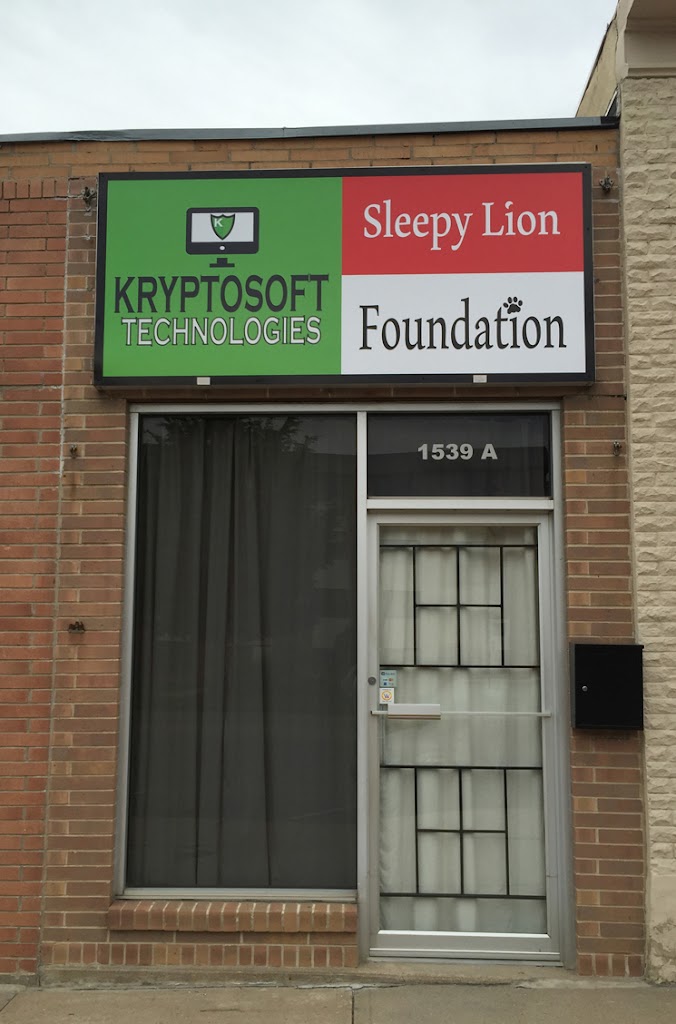 K
KRYPTOSOFT
TECHNOLOGIES
Sleepy Lion
Foundation
1539 A